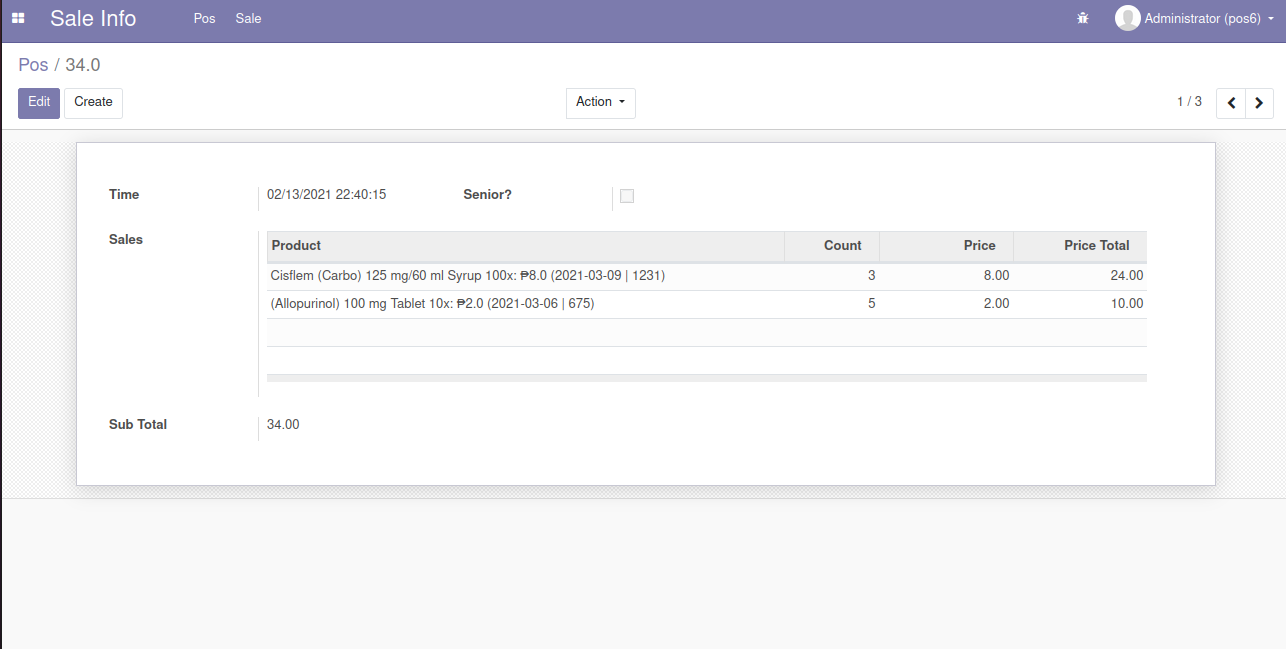 Sale Info Pos Sale Administrator (pos6)
Pos / 34.0
Edit Create Action 1 / 3
Time 02/13/2021 22:40:15 Senior?
Sales
Product Count Price Price Total
Cisflem (Carbo) 125 mg/60 ml Syrup 100x: ₱8.0 (2021-03-09 | 1231) 3 8.00 24.00
(Allopurinol) 100 mg Tablet 10x: ₱2.0 (2021-03-06 | 675) 5 2.00 10.00
Sub Total 34.00